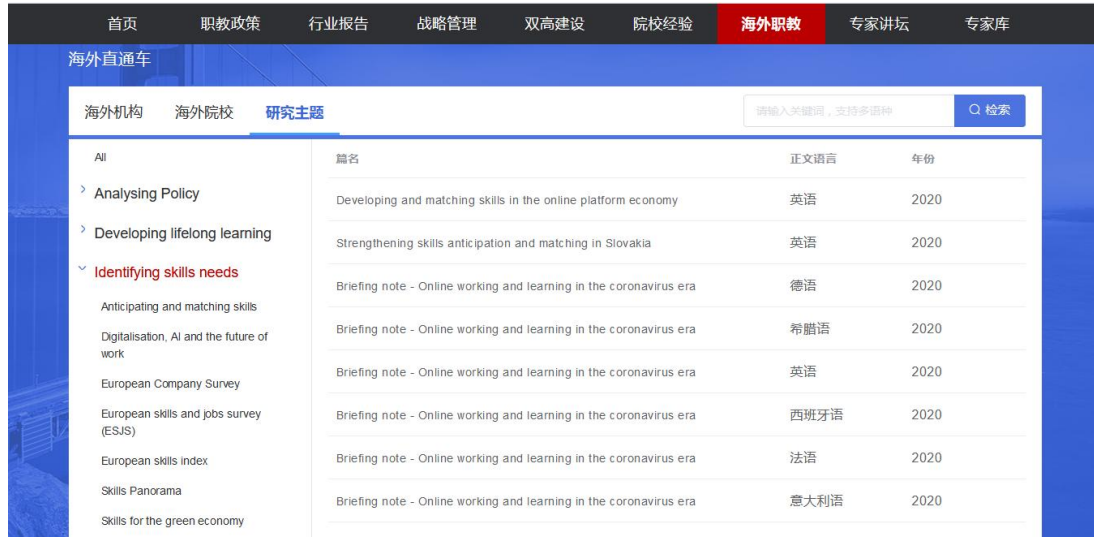 首页 职教政策 行业报告 战略管理 双高建设 院校经验 海外职教 专家讲坛 专家库
海外直通车
海外机构 海外院校 研究主题 请输入关键词，支持多语种 检索
All
Analysing Policy
Developing lifelong learning
Identifying skills needs
Anticipating and matching skills
Digitalisation, AI and the future of
work
European Company Survey
European skills and jobs survey
(ESJS)
European skills index
Skills Panorama
Skills for the green economy
篇名 正文语言 年份
Developing and matching skills in the online platform economy 英语 2020
Strengthening skills anticipation and matching in Slovakia 英语 2020
Briefing note - Online working and learning in the coronavirus era 德语 2020
Briefing note - Online working and learning in the coronavirus era 希腊语 2020
Briefing note - Online working and learning in the coronavirus era 英语 2020
Briefing note - Online working and learning in the coronavirus era 西班牙语 2020
Briefing note - Online working and learning in the coronavirus era 法语 2020
Briefing note - Online working and learning in the coronavirus era 意大利语 2020